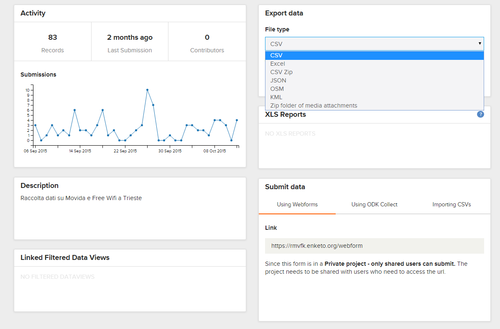 Activity
83
Records
2 months ago
Last Submission
0
Contributors
Submissions
10
9
8
7
6
5
4
3
2
1
0
06 Sep 2015
14 Sep 2015
22 Sep 2015
30 Sep 2015
08 Oct 2015
Description
Raccolta dati su Movida e Free Wifi a Trieste
Linked Filtered Data Views
NO FILTERED DATAVIEWS
Export data
File type
CSV
CSV
Excel
CSV Zip
JSON
OSM
KML
Zip folder of media attachments
XLS Reports
?
NO XLS REPORTS
Submit data
Using Webforms
Using ODK Collect
Importing CSVs
Link
https://rmvfk.enketo.org/webform
Since this form is in a Private project - only shared users can submit. The
project needs to be shared with users who need to access the url.